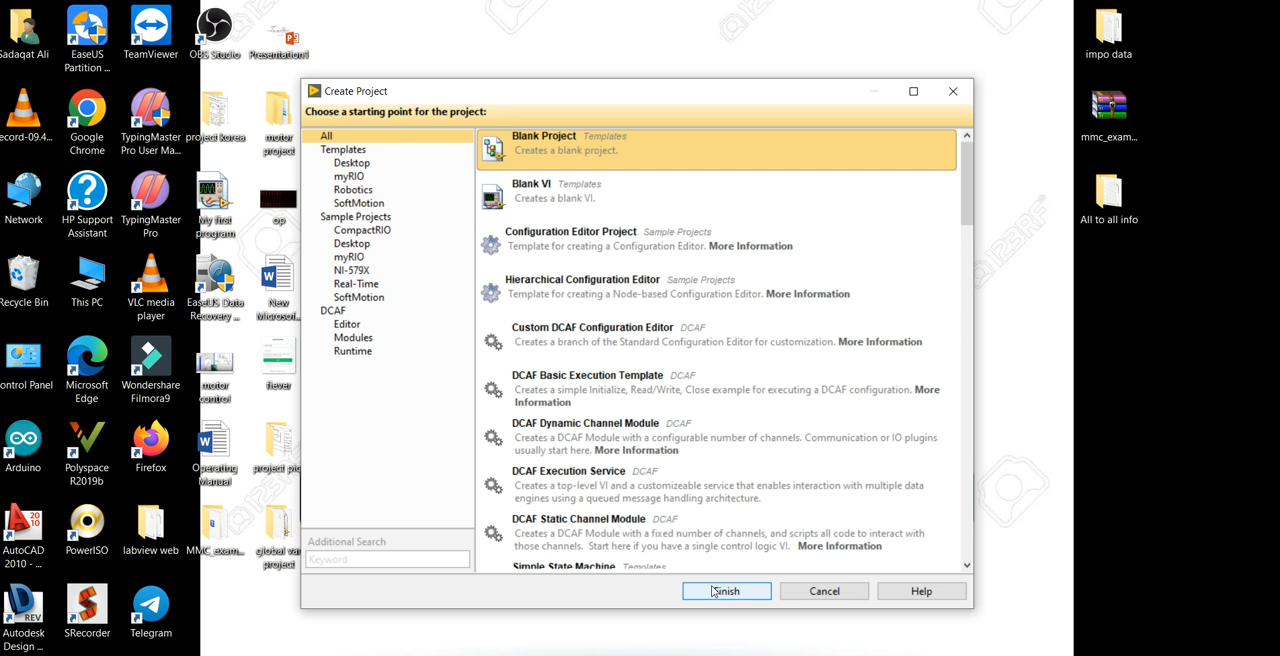 Sadaqat Ali
EaseUS
Partition ...
TeamViewer
OBS Studio
Presentation1
impo data
ecord-09.4...
Google
Chrome
TypingMaster
Pro User Ma...
project korea
motor
project
mmc_exam...
Network
HP Support
Assistant
TypingMaster
Pro
My first
program
op
All to all info
Recycle Bin
This PC
VLC media
player
EaseUS Data
Recovery ...
New
Microsof...
ontrol Panel
Microsoft
Edge
Wondershare
Filmora9
motor
control
fiever
Arduino
Polyspace
R2019b
Firefox
Operating
Manual
project pic
AutoCAD
2010 - ...
PowerISO
labview web
MMC_exam...
global va
project
Autodesk
Design ...
SRecorder
Telegram
Create Project
Choose a starting point for the project:
All
Templates
Desktop
myRIO
Robotics
SoftMotion
Sample Projects
CompactRIO
Desktop
myRIO
NI-579X
Real-Time
SoftMotion
DCAF
Editor
Modules
Runtime
Additional Search
Keyword
Blank Project Templates
Creates a blank project.
Blank VI Templates
Creates a blank VI.
Configuration Editor Project Sample Projects
Template for creating a Configuration Editor. More Information
Hierarchical Configuration Editor Sample Projects
Template for creating a Node-based Configuration Editor. More Information
Custom DCAF Configuration Editor DCAF
Creates a branch of the Standard Configuration Editor for customization. More Information
DCAF Basic Execution Template DCAF
Creates a simple Initialize, Read/Write, Close example for executing a DCAF configuration. More
Information
DCAF Dynamic Channel Module DCAF
Creates a DCAF Module with a configurable number of channels. Communication or IO plugins
usually start here. More Information
DCAF Execution Service DCAF
Creates a top-level VI and a customizeable service that enables interaction with multiple data
engines using a queued message handling architecture.
DCAF Static Channel Module DCAF
Creates a DCAF Module with a fixed number of channels, and scripts all code to interact with
those channels. Start here if you have a single control logic VI. More Information
Simple State Machine Templates
Finish
Cancel
Help
123RF